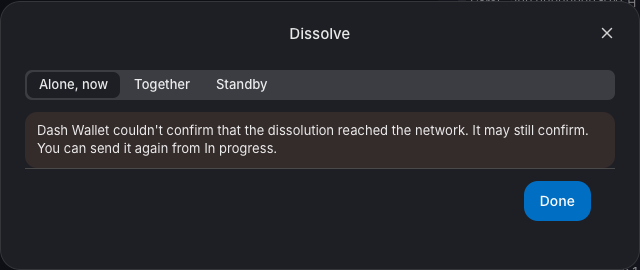 Dissolve
Alone, now
Together
Standby
Dash Wallet couldn't confirm that the dissolution reached the network. It may still confirm.
You can send it again from In progress.
Done